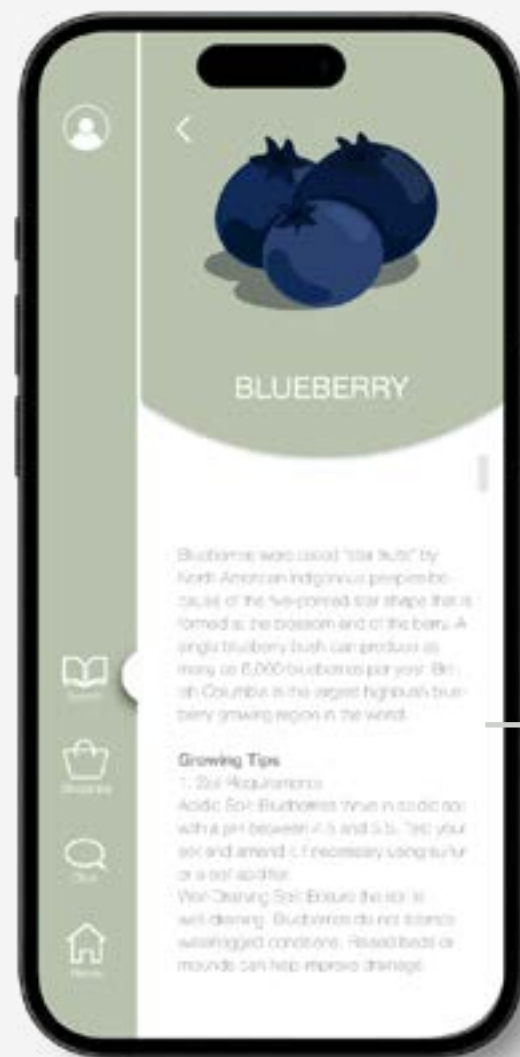 BLUEBERRY
Blueberries were called "star fruits" by
North American Indigenous peoples be-
cause of the five-pointed star shape that is
formed at the blossom end of the berry. A
single blueberry bush can produce as
many as 6,000 blueberries per year. Brit-
ish Columbia is the largest highbush blue-
berry growing region in the world.
Growing Tips
1. Soil Requirements
Acidic Soil: Blueberries thrive in acidic soil
with a pH between 4.5 and 5.5. Test your
soil and amend it if necessary using sulfur
or a soil acidifier.
Well-Draining Soil: Ensure the soil is
well-draining. Blueberries do not tolerate
waterlogged conditions. Raised beds or
mounds can help improve drainage.
Home